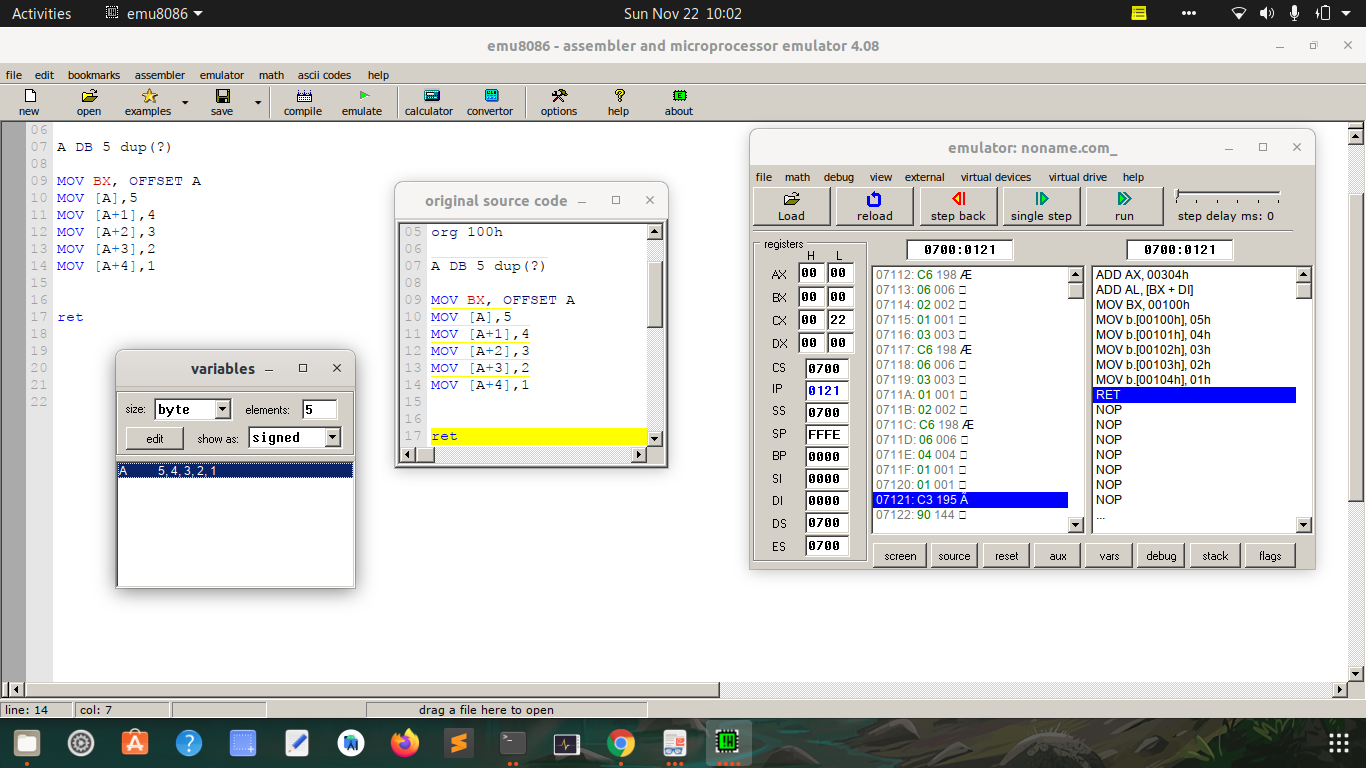 Activities emu8086 Sun Nov 22 10:02
emu8086 - assembler and microprocessor emulator 4.08
file edit bookmarks assembler emulator math ascii codes help
new open examples save compile emulate calculator convertor options help about
06
07 A DB 5 dup(?)
08
09 MOV BX, OFFSET A
10 MOV [A],5
11 MOV [A+1],4
12 MOV [A+2],3
13 MOV [A+3],2
14 MOV [A+4],1
15
16
17 ret
18
19
20
21
22
variables
size: byte elements: 5
edit show as: signed
A 5, 4, 3, 2, 1
original source code
05 org 100h
06
07 A DB 5 dup(?)
08
09 MOV BX, OFFSET A
10 MOV [A],5
11 MOV [A+1],4
12 MOV [A+2],3
13 MOV [A+3],2
14 MOV [A+4],1
15
16
17 ret
emulator: noname.com_
file math debug view external virtual devices virtual drive help
Load reload step back single step run step delay ms: 0
registers
H L
AX 00 00
BX 00 00
CX 00 22
DX 00 00
CS 0700
IP 0121
SS 0700
SP FFFE
BP 0000
SI 0000
DI 0000
DS 0700
ES 0700
0700:0121 0700:0121
07112: C6 198 Æ
07113: 06 006
07114: 02 002
07115: 01 001
07116: 03 003
07117: C6 198 Æ
07118: 06 006
07119: 03 003
0711A: 01 001
0711B: 02 002
0711C: C6 198 Æ
0711D: 06 006
0711E: 04 004
0711F: 01 001
07120: 01 001
07121: C3 195 Ã
07122: 90 144
ADD AX, 00304h
ADD AL, [BX + DI]
MOV BX, 00100h
MOV b.[00100h], 05h
MOV b.[00101h], 04h
MOV b.[00102h], 03h
MOV b.[00103h], 02h
MOV b.[00104h], 01h
RET
NOP
NOP
NOP
NOP
NOP
NOP
NOP
...
screen source reset aux vars debug stack flags
line: 14 col: 7 drag a file here to open